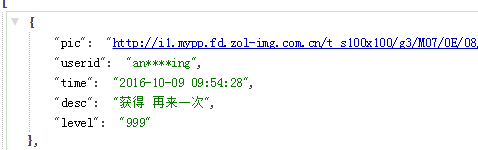 [
{
"pic": "http://i1.mypp.fd.zol-img.com.cn/t_s100x100/g3/M07/0E/08/
"userid": "an****ing",
"time": "2016-10-09 09:54:28",
"desc": "获得 再来一次",
"level": "999"
},